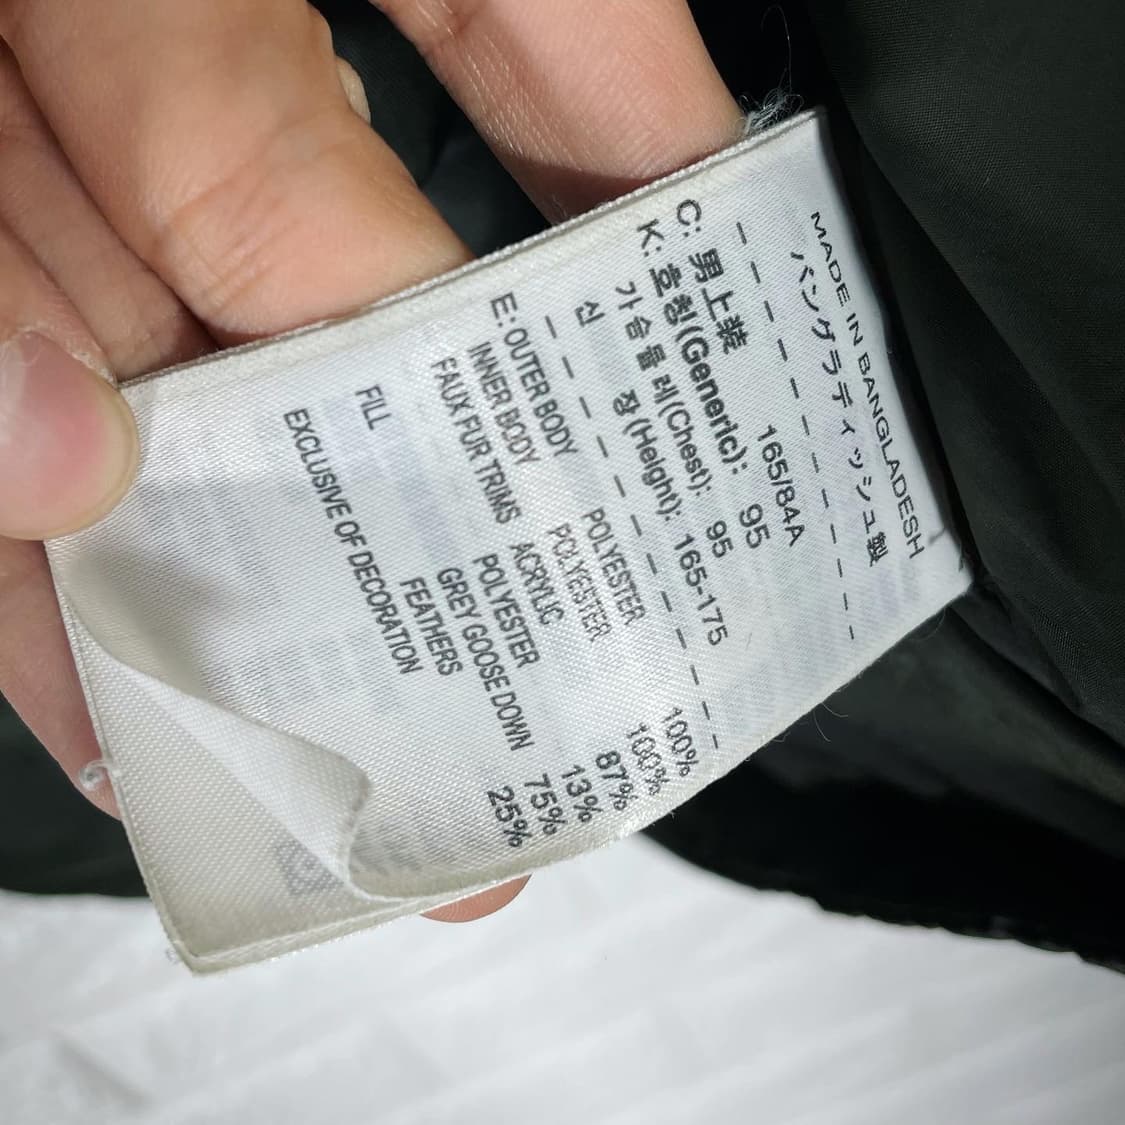 MADE IN BANGLADESH
バングラディッシュ製
C: 男上装 165/84A
K: 호칭(Generic): 95
가슴둘레(Chest): 95
신 장(Height): 165-175
E: OUTER BODY POLYESTER 100%
INNER BODY POLYESTER 100%
FAUX FUR TRIMS ACRYLIC 87%
POLYESTER 13%
FILL GREY GOOSE DOWN 75%
FEATHERS 25%
EXCLUSIVE OF DECORATION